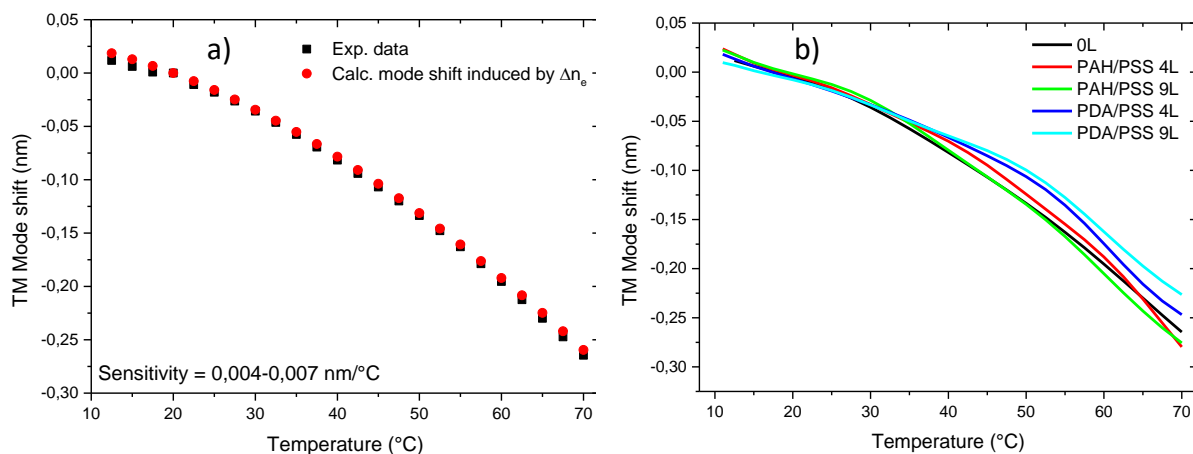 a)
Exp. data
Calc. mode shift induced by Δnₑ
TM Mode shift (nm)
0,05
0,00
-0,05
-0,10
-0,15
-0,20
-0,25
-0,30
Sensitivity = 0,004-0,007 nm/°C
10 20 30 40 50 60 70
Temperature (°C)
b)
0L
PAH/PSS 4L
PAH/PSS 9L
PDA/PSS 4L
PDA/PSS 9L
TM Mode shift (nm)
0,05
0,00
-0,05
-0,10
-0,15
-0,20
-0,25
-0,30
10 20 30 40 50 60 70
Temperature (°C)